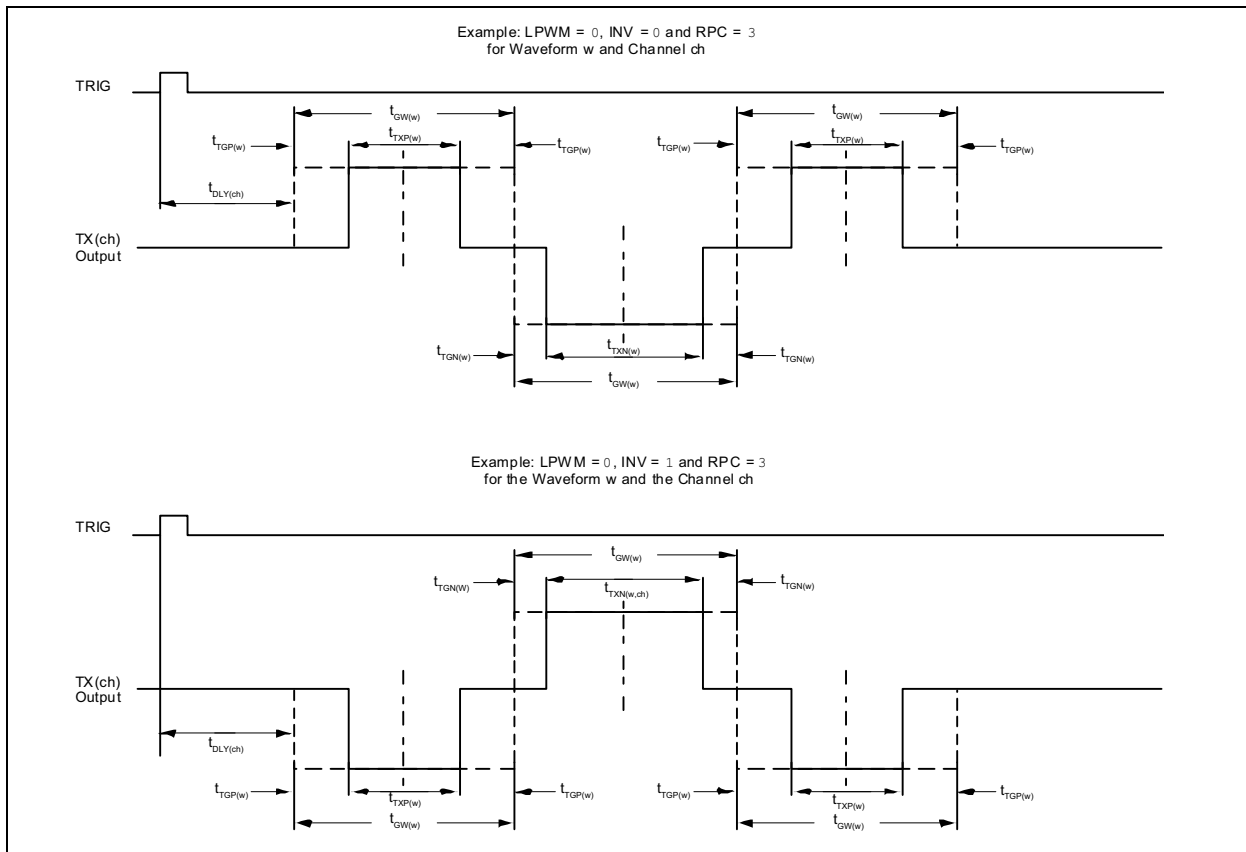 Example: LPWM = 0, INV = 0 and RPC = 3
for Waveform w and Channel ch
TRIG
tGW(w)
tGW(w)
tTXP(w)
tTXP(w)
tTGP(w)
tTGP(w)
tTGP(w)
tTGP(w)
tDLY(ch)
TX(ch)
Output
tTGN(w)
tTXN(w)
tTGN(w)
tGW(w)
Example: LPWM = 0, INV = 1 and RPC = 3
for the Waveform w and the Channel ch
TRIG
tGW(w)
tTGN(W)
tTXN(w,ch)
tTGN(w)
TX(ch)
Output
tDLY(ch)
tTGP(w)
tTXP(w)
tTGP(w)
tTGP(w)
tTXP(w)
tTGP(w)
tGW(w)
tGW(w)